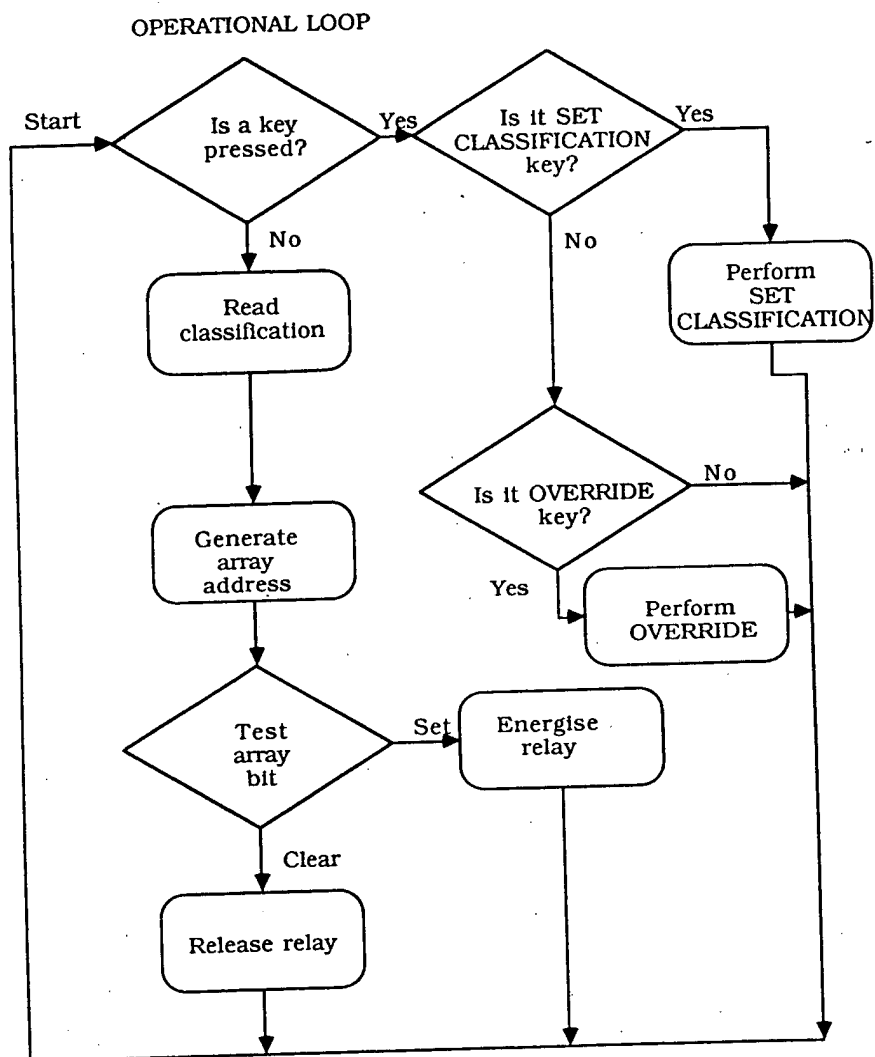 OPERATIONAL LOOP
Start
Is a key
pressed?
Yes
Is it SET
CLASSIFICATION
key?
Yes
No
Read
classification
No
Perform
SET
CLASSIFICATION
Generate
array
address
Is it OVERRIDE
key?
No
Yes
Perform
OVERRIDE
Test
array
bit
Set
Energise
relay
Clear
Release relay